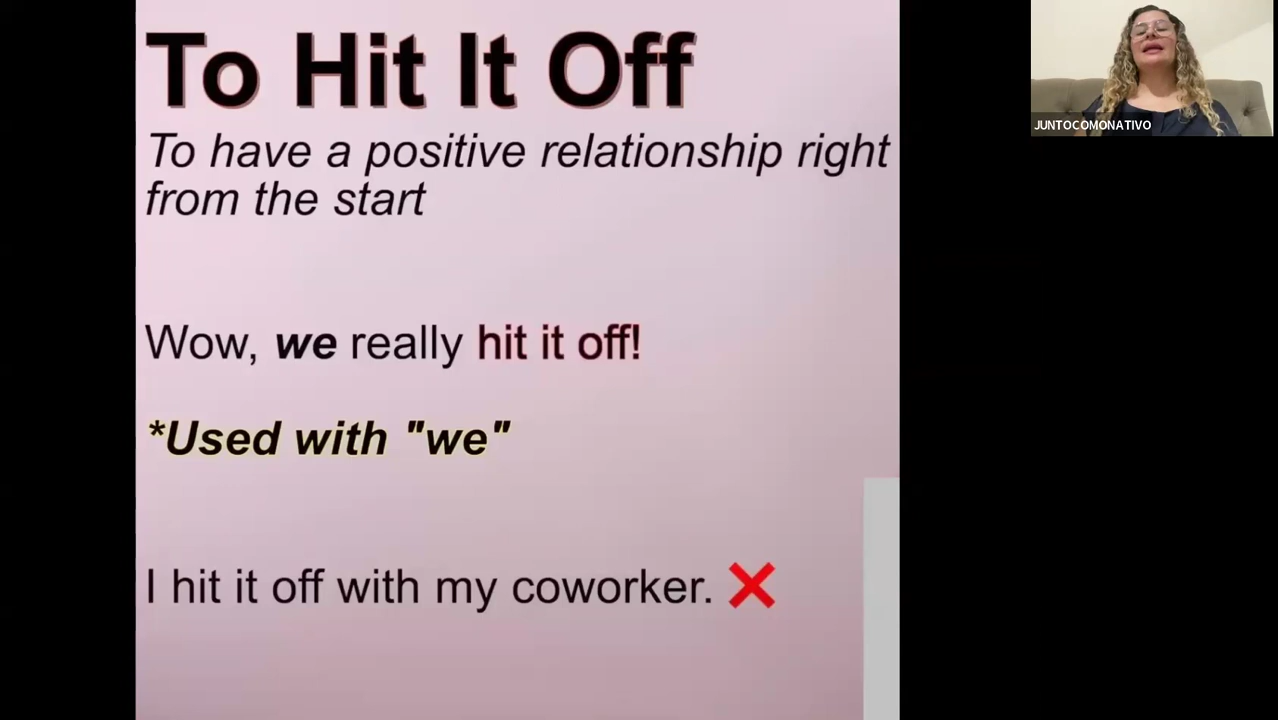 To Hit It Off
To have a positive relationship right
from the start
Wow, we really hit it off!
*Used with "we"
I hit it off with my coworker. ❌
JUNTOCOMONATIVO